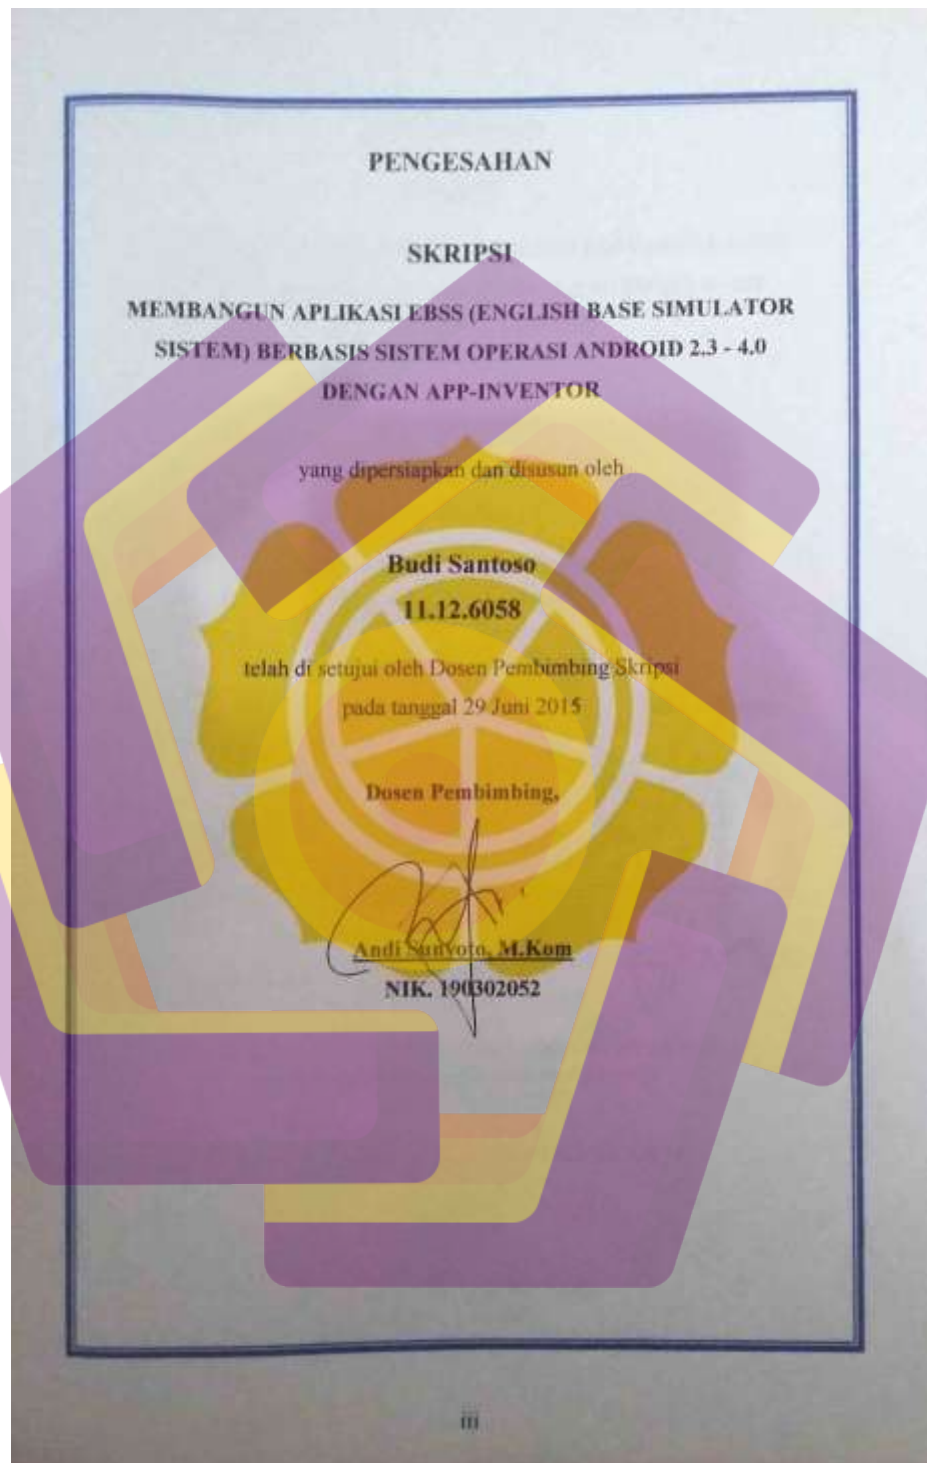 PENGESAHAN
SKRIPSI
MEMBANGUN APLIKASI EBSS (ENGLISH BASE SIMULATOR
SISTEM) BERBASIS SISTEM OPERASI ANDROID 2.3 - 4.0
DENGAN APP-INVENTOR
yang dipersiapkan dan disusun oleh
Budi Santoso
11.12.6058
telah di setujui oleh Dosen Pembimbing Skripsi
pada tanggal 29 Juni 2015
Dosen Pembimbing,
Andi Sunyoto, M.Kom
NIK. 190302052
iii